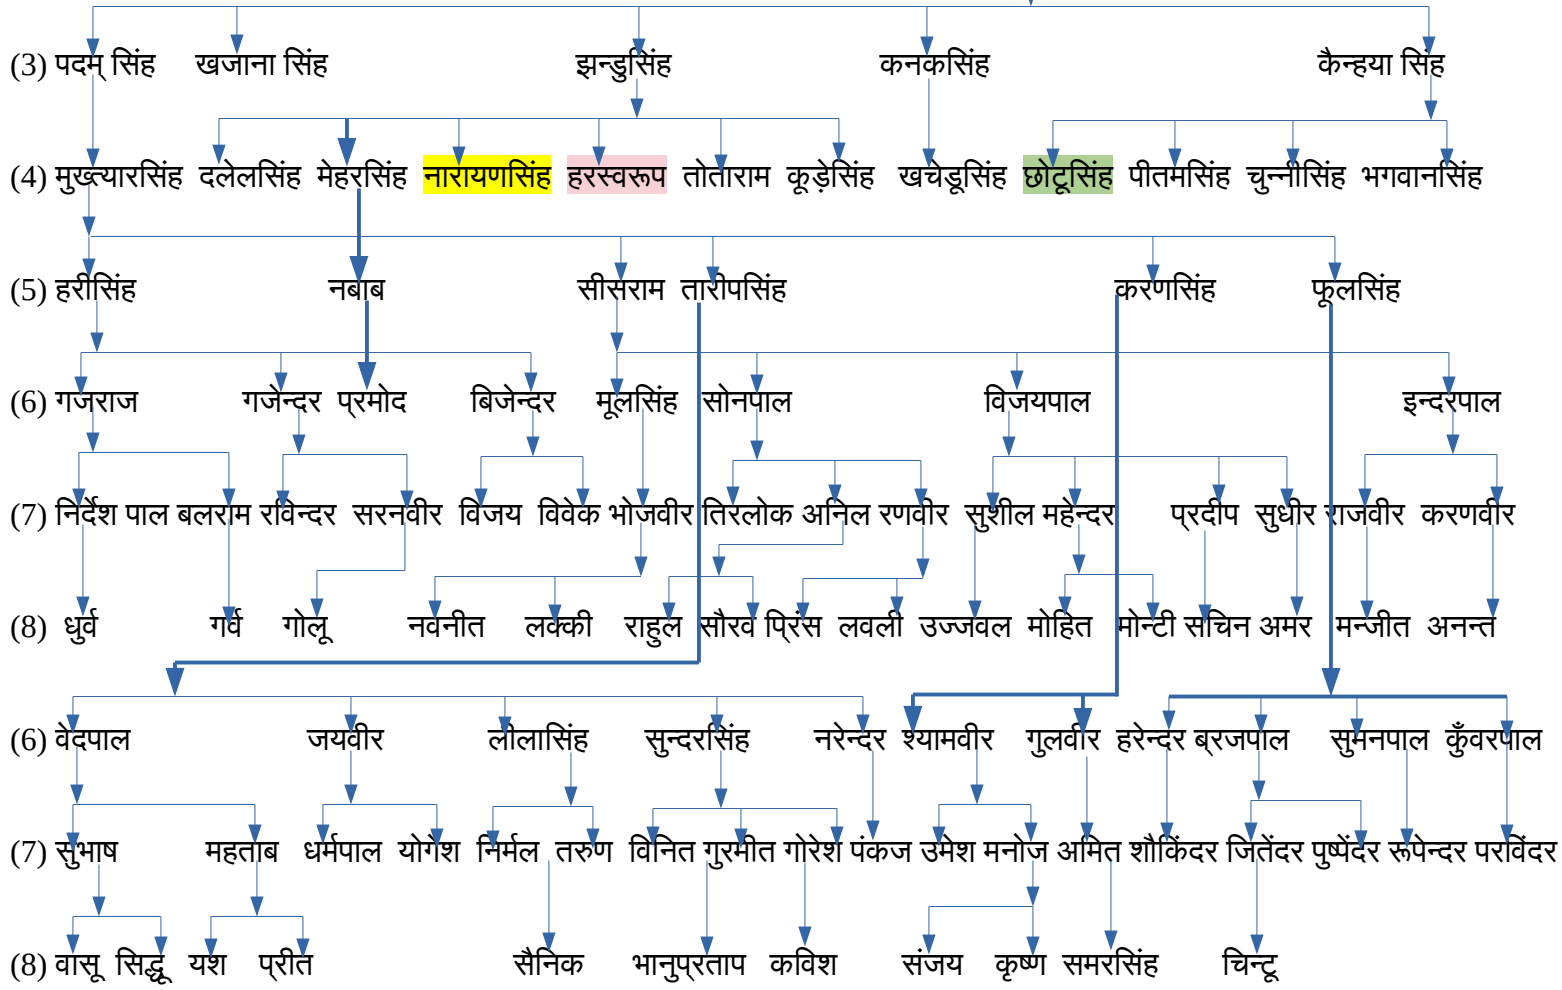 (3) पदम् सिंह खजाना सिंह झन्डुसिंह कनकसिंह कैन्हया सिंह
(4) मुख्त्यारसिंह दलेलसिंह मेहरसिंह नारायणसिंह हरस्वरूप तोताराम कूड़ेसिंह खचेडूसिंह छोटूसिंह पीतमसिंह चुन्नीसिंह भगवानसिंह
(5) हरीसिंह नबाब सीसराम तारीपसिंह करणसिंह फूलसिंह
(6) गजराज गजेन्दर प्रमोद बिजेन्दर मूलसिंह सोनपाल विजयपाल इन्दरपाल
(7) निर्देश पाल बलराम रविन्दर सरनवीर विजय विवेक भोजवीर तिरलोक अनिल रणवीर सुशील महेन्दर प्रदीप सुधीर राजवीर करणवीर
(8) धुर्व गर्व गोलू नवनीत लक्की राहुल सौरव प्रिंस लवली उज्जवल मोहित मोन्टी सचिन अमर मन्जीत अनन्त
(6) वेदपाल जयवीर लीलासिंह सुन्दरसिंह नरेन्दर श्यामवीर गुलवीर हरेन्दर ब्रजपाल सुमनपाल कुँवरपाल
(7) सुभाष महताब धर्मपाल योगेश निर्मल तरुण विनित गुरमीत गोरेश पंकज उमेश मनोज अमित शौकिंदर जितेंदर पुष्पेंदर रूपेन्दर परविंदर
(8) वासू सिद्धू यश प्रीत सैनिक भानुप्रताप कविश संजय कृष्ण समरसिंह चिन्टू